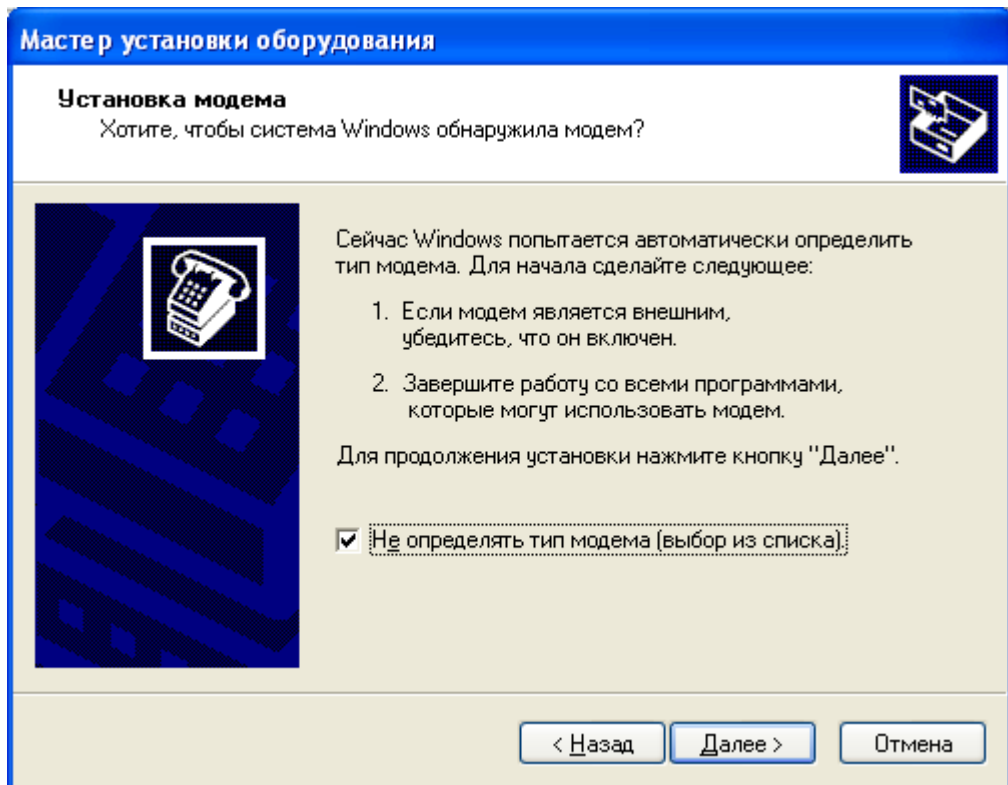 Мастер установки оборудования
Установка модема
Хотите, чтобы система Windows обнаружила модем?
Сейчас Windows попытается автоматически определить
тип модема. Для начала сделайте следующее:
1. Если модем является внешним,
убедитесь, что он включен.
2. Завершите работу со всеми программами,
которые могут использовать модем.
Для продолжения установки нажмите кнопку "Далее".
Не определять тип модема (выбор из списка).
< Назад Далее > Отмена